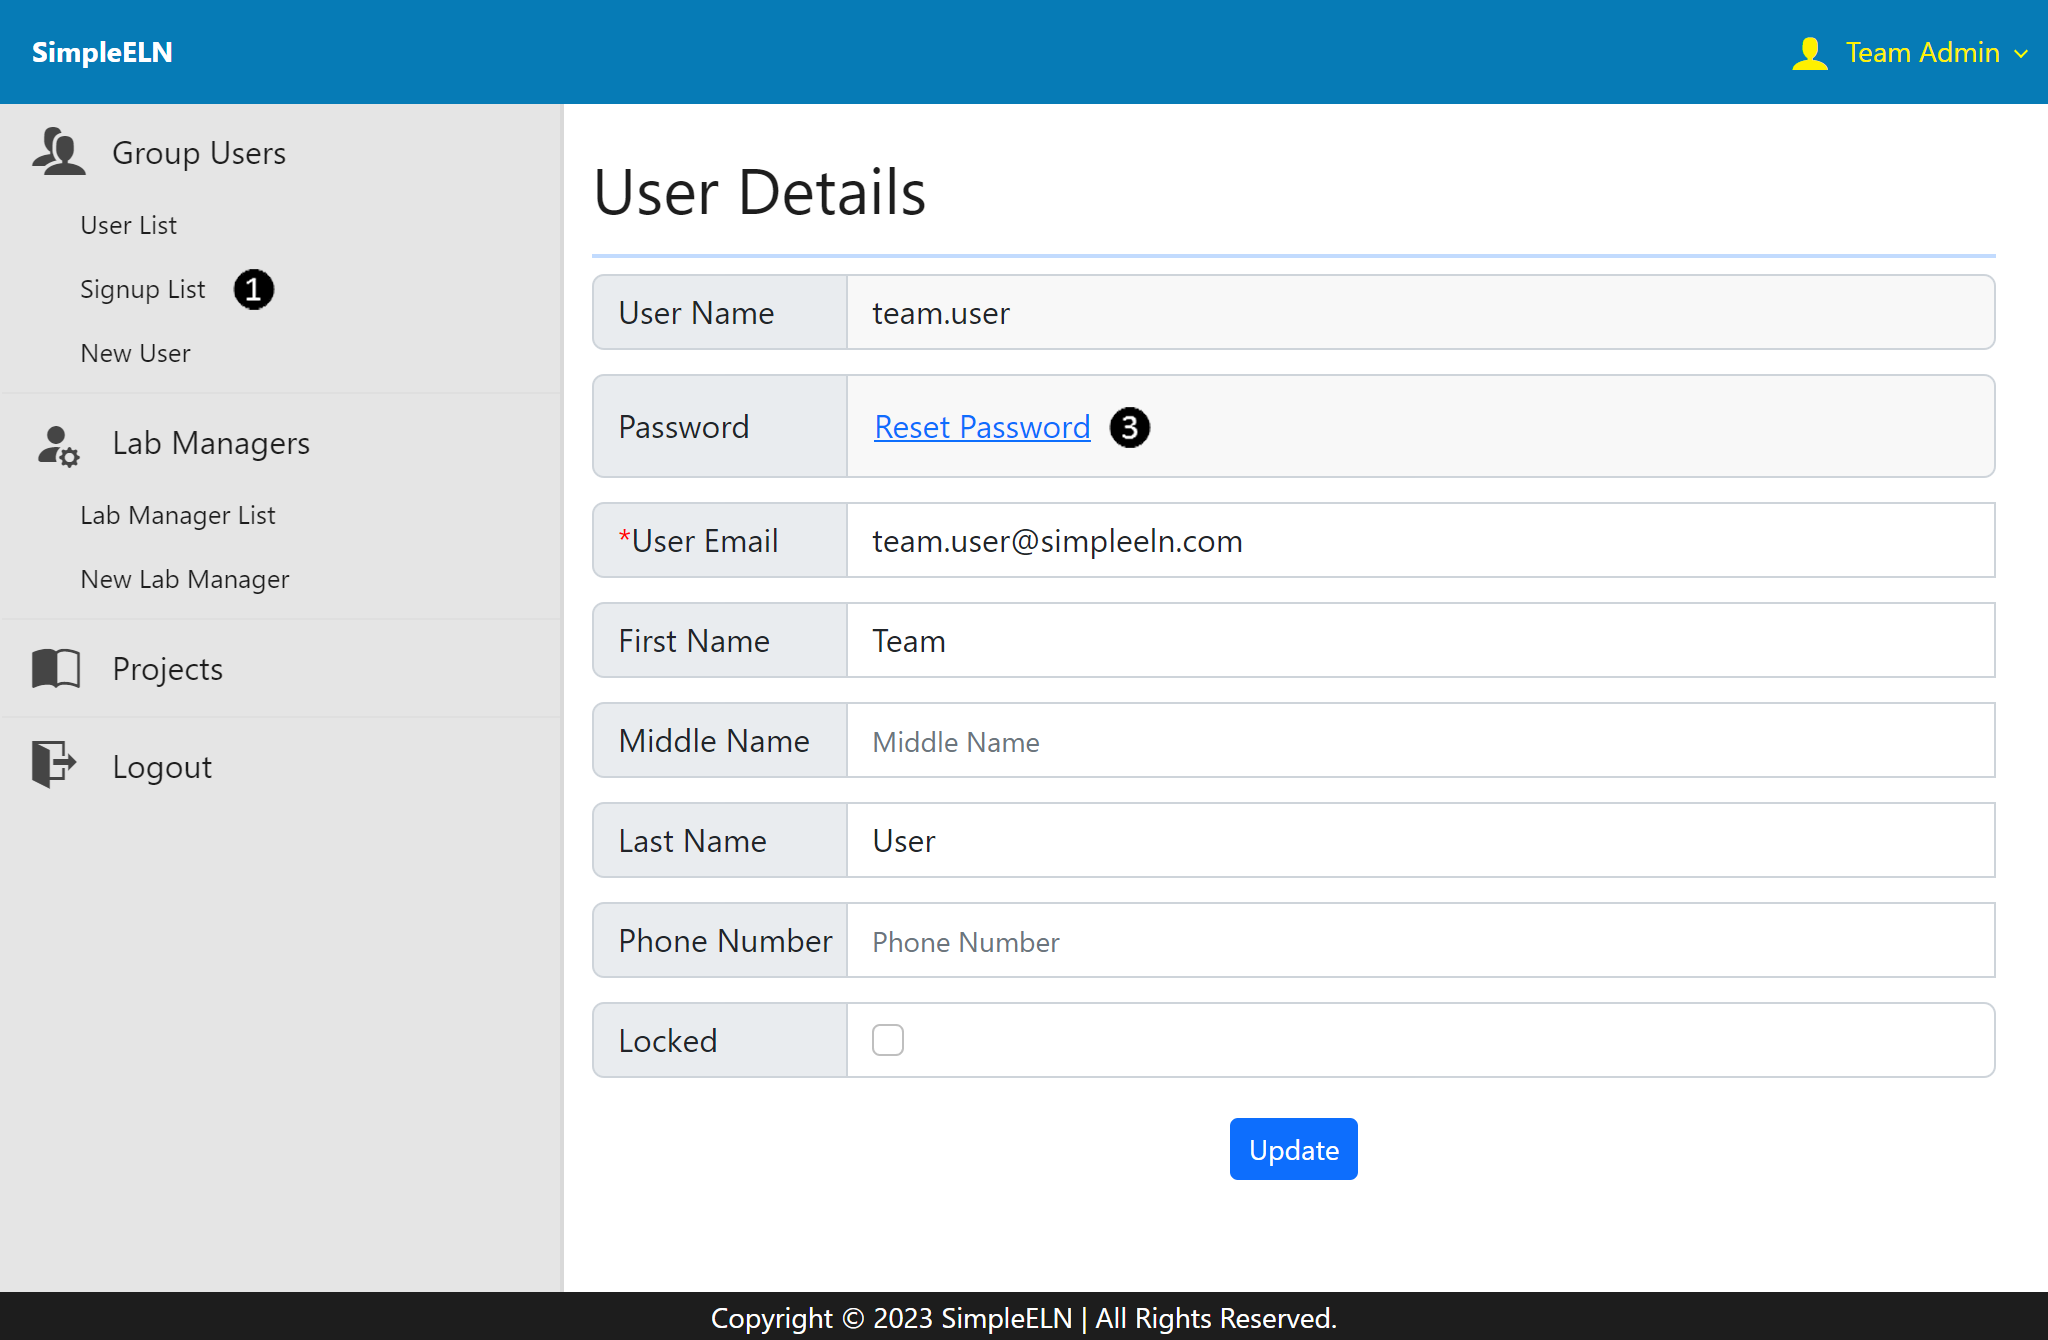 SimpleELN
Team Admin
Group Users
User List
Signup List 1
New User
Lab Managers
Lab Manager List
New Lab Manager
Projects
Logout
User Details
User Name team.user
Password Reset Password 3
*User Email team.user@simpleeln.com
First Name Team
Middle Name Middle Name
Last Name User
Phone Number Phone Number
Locked
Update
Copyright © 2023 SimpleELN | All Rights Reserved.